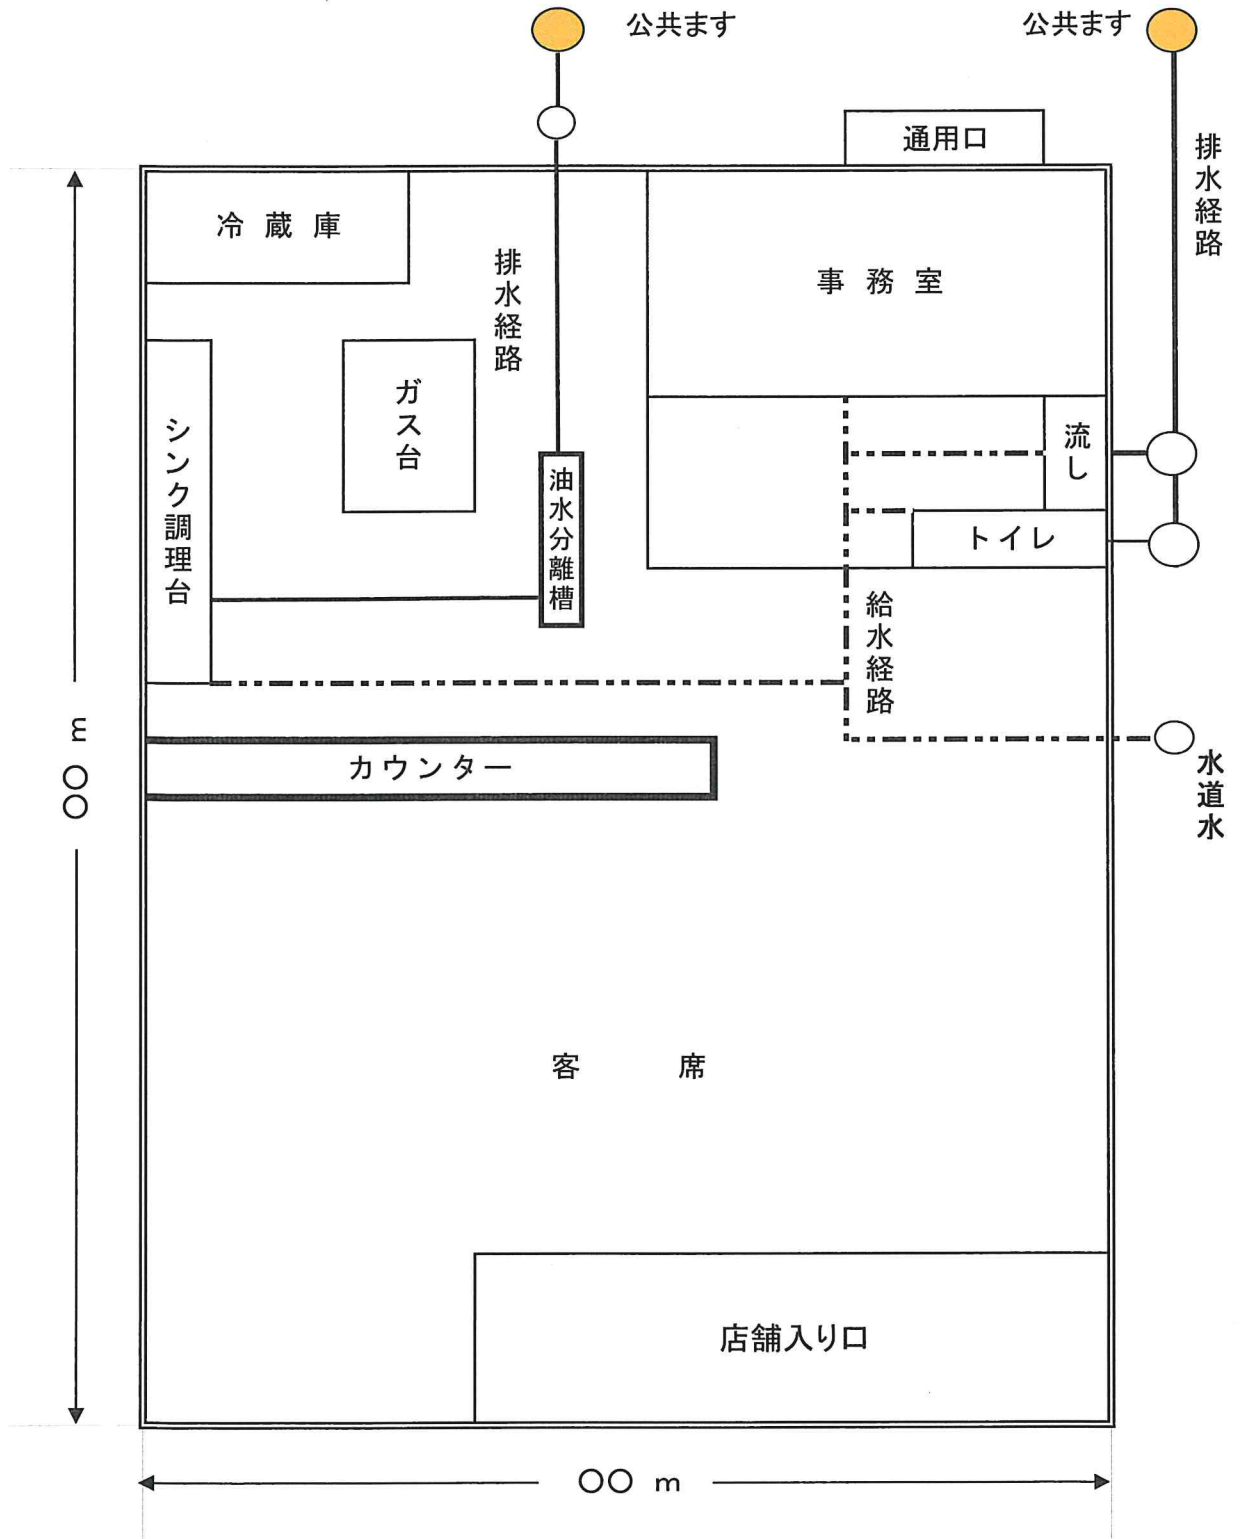 公共ます
公共ます
通用口
排水経路
冷蔵庫
排水経路
事務室
ガス台
シンク調理台
流し
油水分離槽
トイレ
給水経路
水道水
カウンター
〇〇 m
客席
店舗入り口
〇〇 m